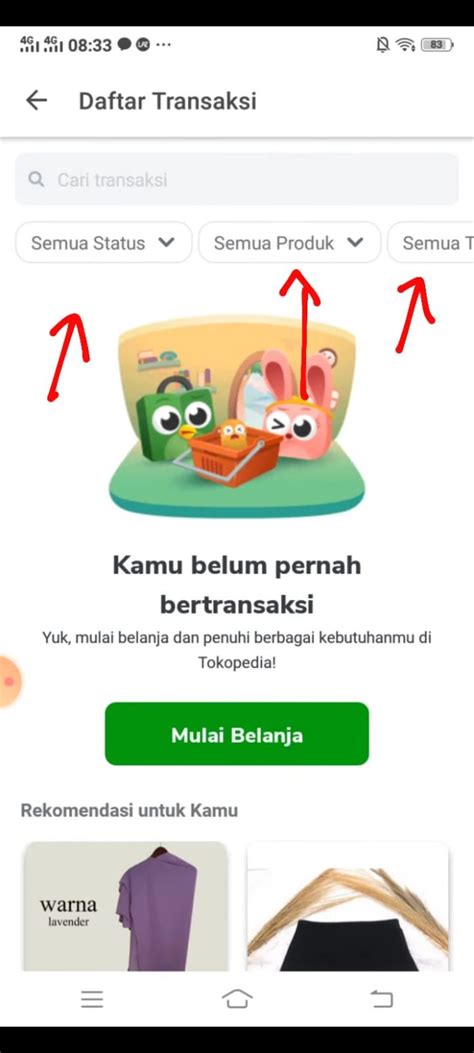 4G 4G 08:33 ...
83
Daftar Transaksi
Cari transaksi
Semua Status
Semua Produk
Semua T
Kamu belum pernah
bertransaksi
Yuk, mulai belanja dan penuhi berbagai kebutuhanmu di
Tokopedia!
Mulai Belanja
Rekomendasi untuk Kamu
warna
lavender